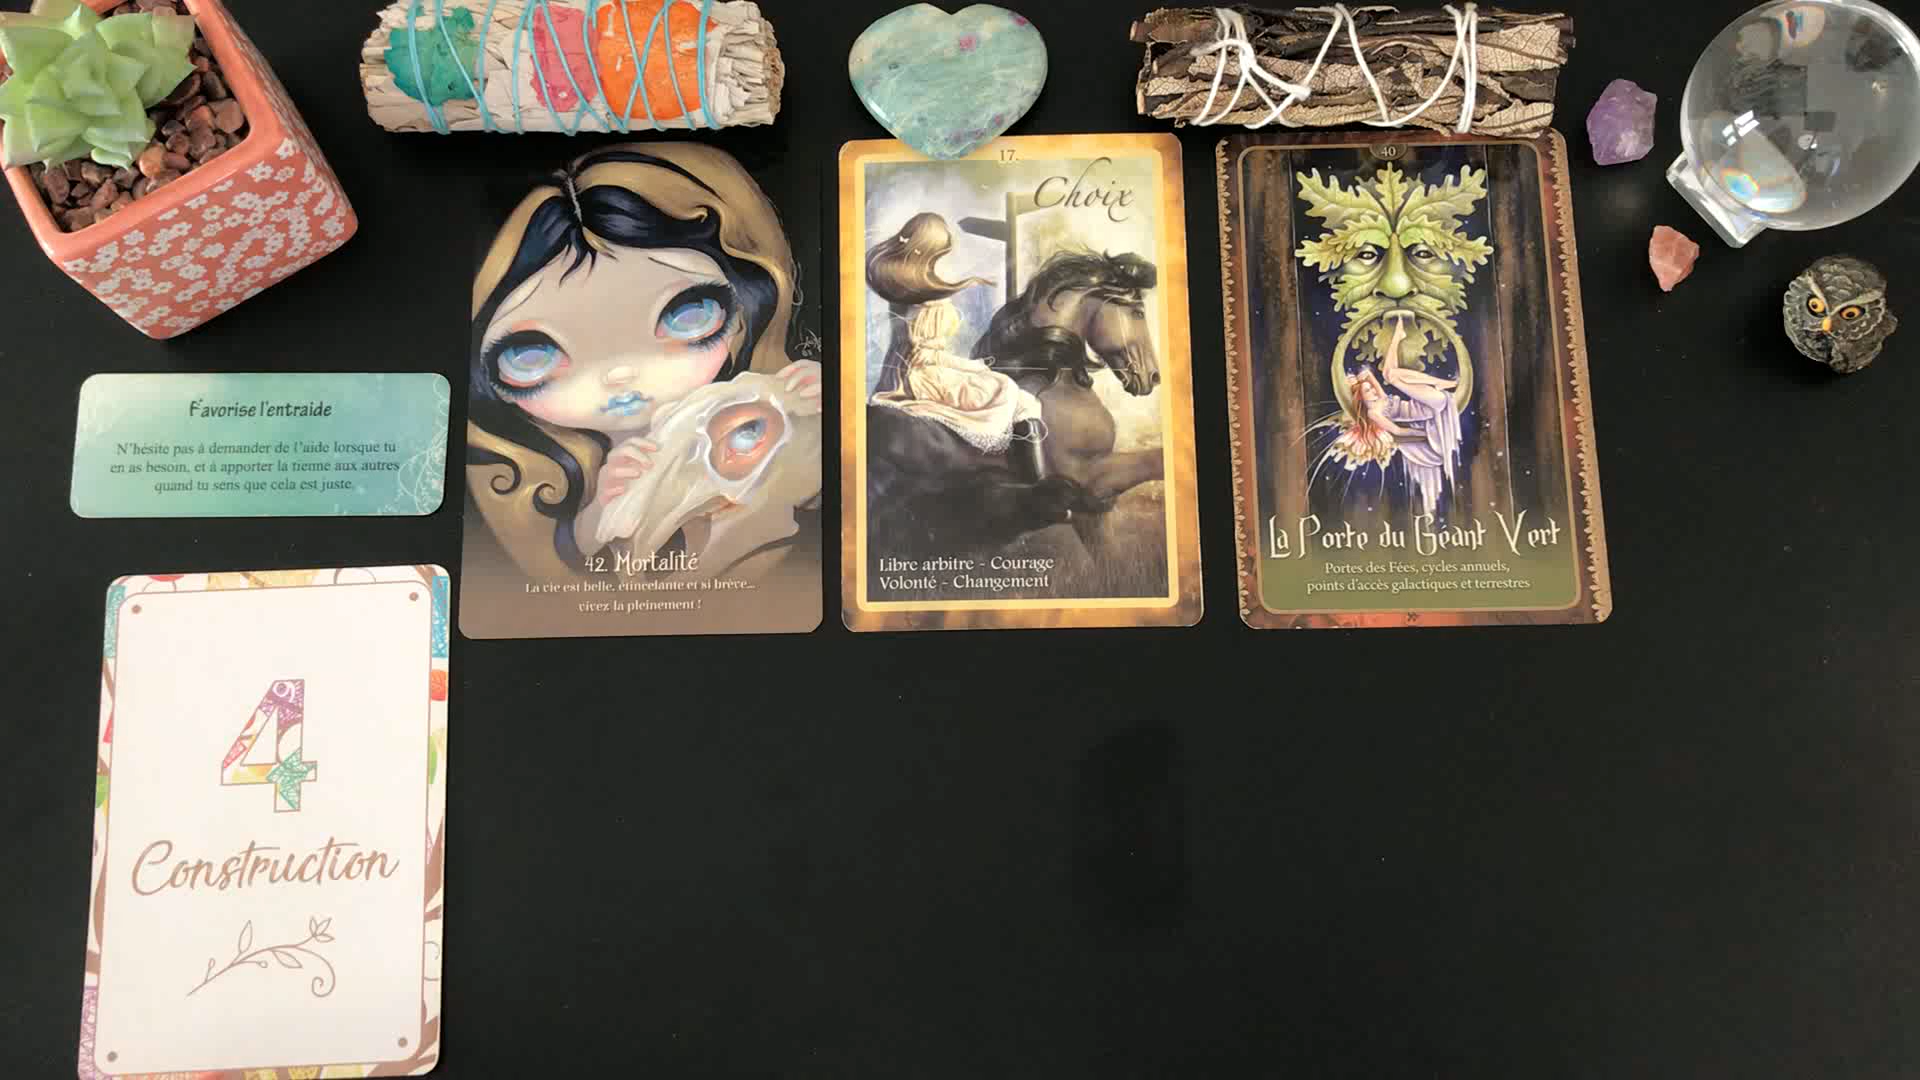 Favorise l'entraide
N'hésite pas à demander de l'aide lorsque tu
en as besoin, et à apporter la tienne aux autres
quand tu sens que cela est juste.
4
Construction
42. Mortalité
La vie est belle, étincelante et si brève...
vivez la pleinement !
17.
Choix
Libre arbitre - Courage
Volonté - Changement
40
La Porte du Géant Vert
Portes des Fées, cycles annuels,
points d'accès galactiques et terrestres